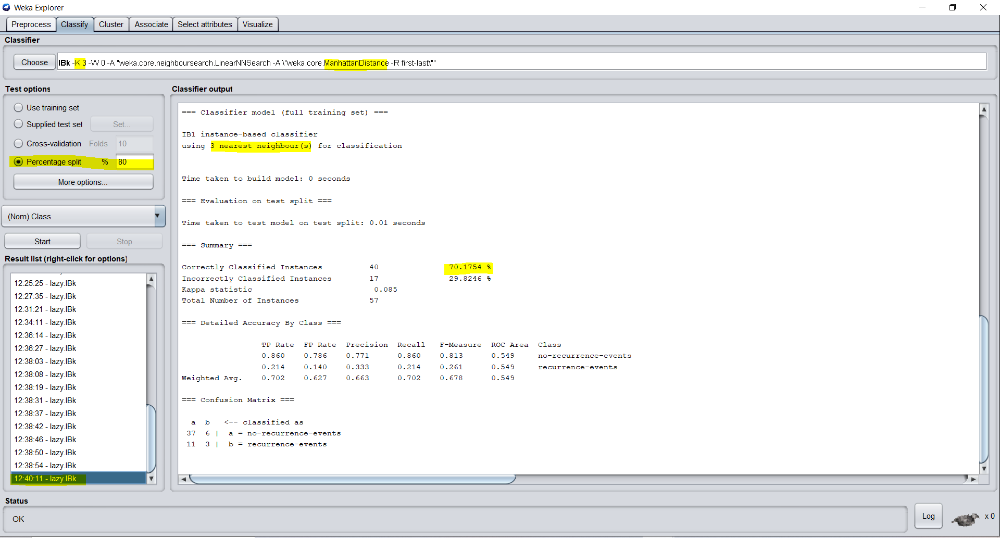 Weka Explorer
Preprocess Classify Cluster Associate Select attributes Visualize
Classifier
Choose IBk -K 3 -W 0 -A "weka.core.neighboursearch.LinearNNSearch -A \"weka.core.ManhattanDistance -R first-last\""
Test options
Use training set
Supplied test set Set...
Cross-validation Folds 10
Percentage split % 80
More options...
(Nom) Class
Start Stop
Result list (right-click for options)
12:25:25 - lazy.IBk
12:27:35 - lazy.IBk
12:31:21 - lazy.IBk
12:34:11 - lazy.IBk
12:36:14 - lazy.IBk
12:36:27 - lazy.IBk
12:38:03 - lazy.IBk
12:38:08 - lazy.IBk
12:38:19 - lazy.IBk
12:38:31 - lazy.IBk
12:38:37 - lazy.IBk
12:38:42 - lazy.IBk
12:38:46 - lazy.IBk
12:38:50 - lazy.IBk
12:38:54 - lazy.IBk
12:40:11 - lazy.IBk
Classifier output
=== Classifier model (full training set) ===
IB1 instance-based classifier
using 3 nearest neighbour(s) for classification
Time taken to build model: 0 seconds
=== Evaluation on test split ===
Time taken to test model on test split: 0.01 seconds
=== Summary ===
Correctly Classified Instances 40 70.1754 %
Incorrectly Classified Instances 17 29.8246 %
Kappa statistic 0.085
Total Number of Instances 57
=== Detailed Accuracy By Class ===
TP Rate FP Rate Precision Recall F-Measure ROC Area Class
0.860 0.786 0.771 0.860 0.813 0.549 no-recurrence-events
0.214 0.140 0.333 0.214 0.261 0.549 recurrence-events
Weighted Avg. 0.702 0.627 0.663 0.702 0.678 0.549
=== Confusion Matrix ===
a b <-- classified as
37 6 | a = no-recurrence-events
11 3 | b = recurrence-events
Status
OK
Log
x 0